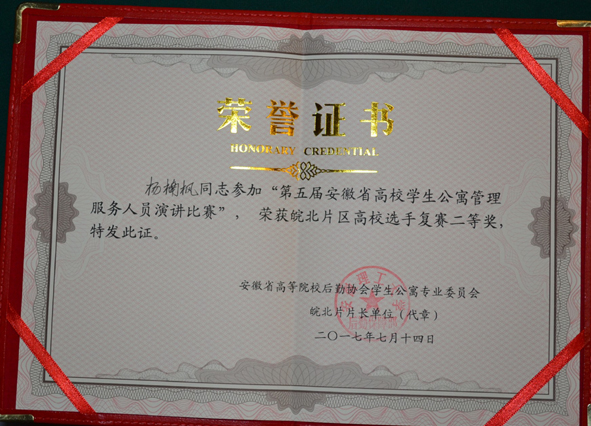 荣誉证书
HONORARY CREDENTIAL
杨楠枫同志参加“第五届安徽省高校学生公寓管理
服务人员演讲比赛”， 荣获皖北片区高校选手复赛二等奖，
特发此证。
安徽省高等院校后勤协会学生公寓专业委员会
皖北片片长单位（代章）
二〇一七年七月十四日